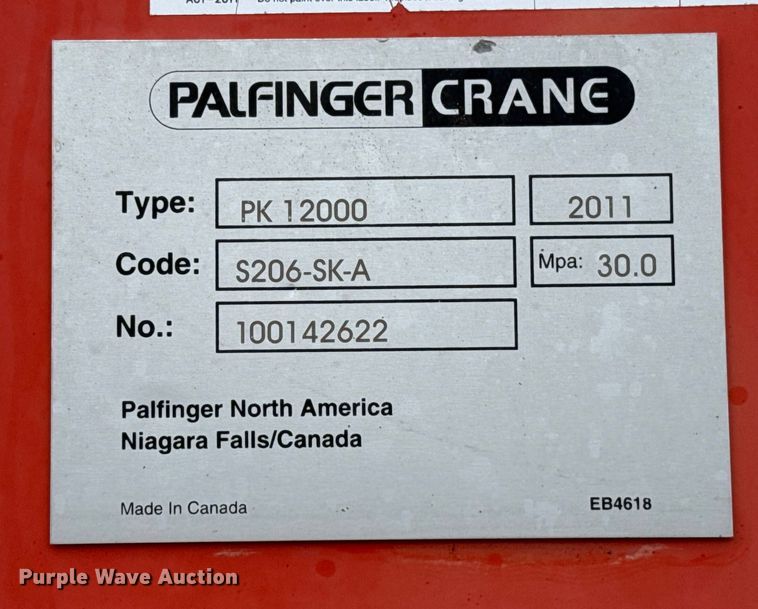 PALFINGER CRANE
Type: PK 12000 2011
Code: S206-SK-A Mpa: 30.0
No.: 100142622
Palfinger North America
Niagara Falls/Canada
Made In Canada EB4618
Purple Wave Auction